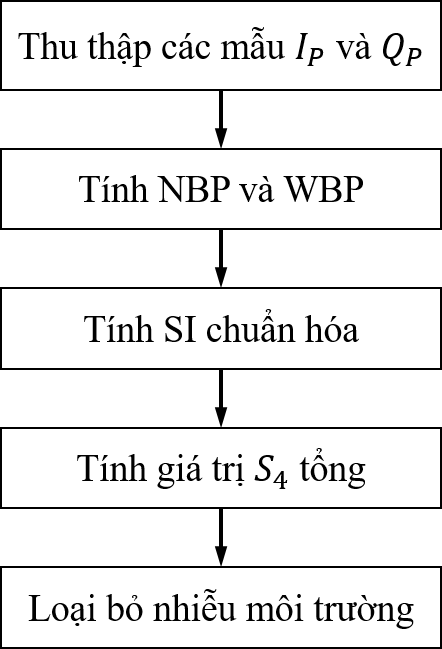 Thu thập các mẫu I_P và Q_P
Tính NBP và WBP
Tính SI chuẩn hóa
Tính giá trị S_4 tổng
Loại bỏ nhiễu môi trường